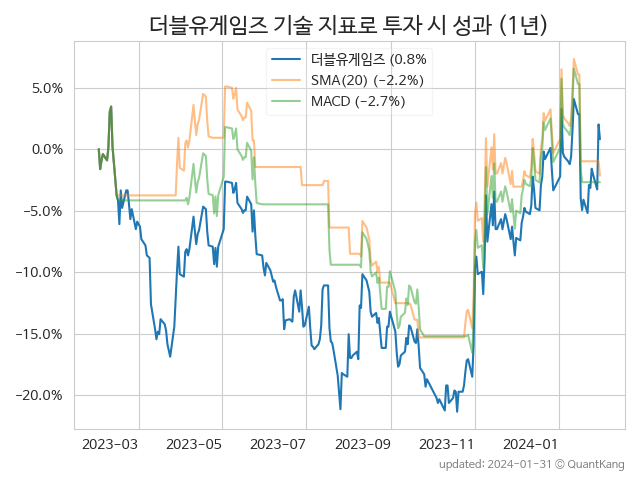 더블유게임즈 기술 지표로 투자 시 성과 (1년)
더블유게임즈 (0.8%
SMA(20) (−2.2%)
MACD (−2.7%)
5.0%
0.0%
−5.0%
−10.0%
−15.0%
−20.0%
2023-03 2023-05 2023-07 2023-09 2023-11 2024-01
updated: 2024-01-31 © QuantKang